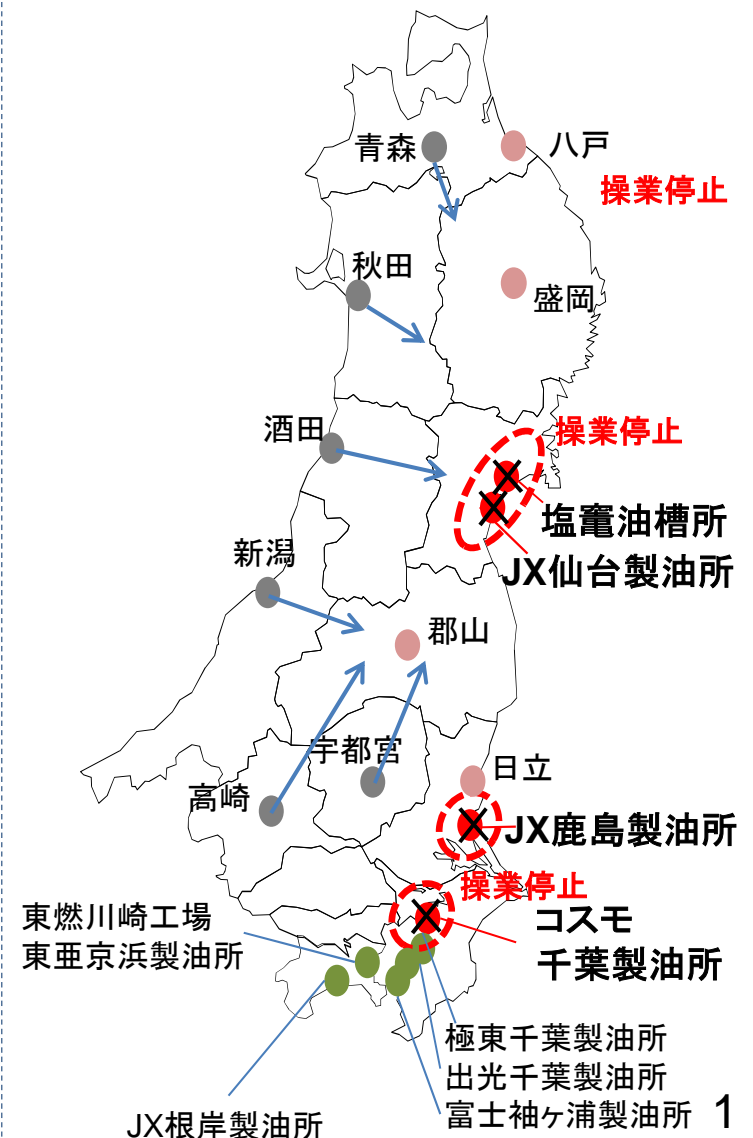 青森
八戸
操業停止
秋田
盛岡
酒田
操業停止
塩竈油槽所
JX仙台製油所
新潟
郡山
宇都宮
日立
高崎
JX鹿島製油所
操業停止
東燃川崎工場
東亜京浜製油所
コスモ
千葉製油所
極東千葉製油所
出光千葉製油所
富士袖ヶ浦製油所
JX根岸製油所
1